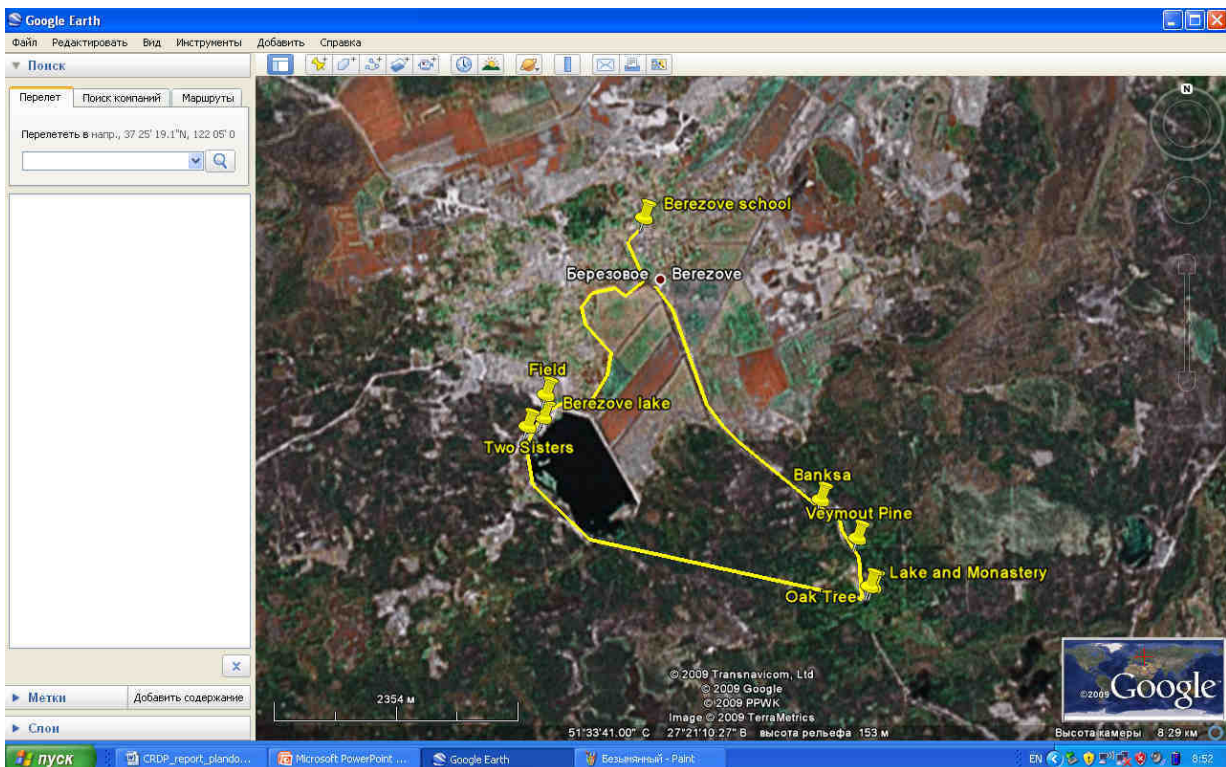 Google Earth
Файл Редактировать Вид Инструменты Добавить Справка
Поиск
Перелет Поиск компаний Маршруты
Перелететь в напр., 37 25' 19.1"N, 122 05' 0
N
Berezove school
Березовое Berezove
Field
Berezove lake
Two Sisters
Banksa
Veymout Pine
Lake and Monastery
Oak Tree
2354 м
© 2009 Transnavicom, Ltd
© 2009 Google
© 2009 PPWK
Image © 2009 TerraMetrics
©2009 Google
51°33'41.00" С 27°21'10.27" В высота рельефа 153 м
Высота камеры 8.29 км
Метки Добавить содержание
Слои
пуск CRDP_report_plando... Microsoft PowerPoint ... Google Earth Безымянный - Paint EN 8:52